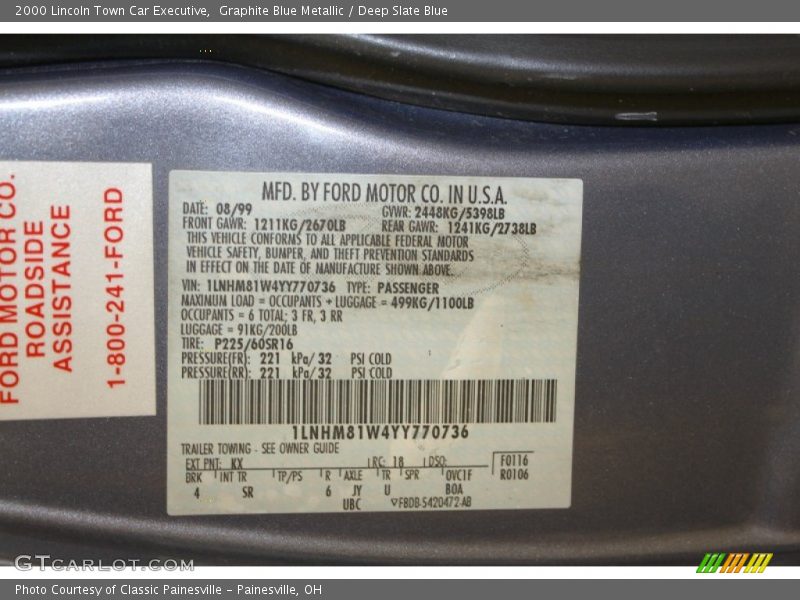 2000 Lincoln Town Car Executive,  Graphite Blue Metallic / Deep Slate Blue
FORD MOTOR CO.
ROADSIDE
ASSISTANCE
1-800-241-FORD
MFD. BY FORD MOTOR CO. IN U.S.A.
DATE: 08/99 GVWR: 2448KG/5398LB
FRONT GAWR: 1211KG/2670LB REAR GAWR: 1241KG/2738LB
THIS VEHICLE CONFORMS TO ALL APPLICABLE FEDERAL MOTOR
VEHICLE SAFETY, BUMPER, AND THEFT PREVENTION STANDARDS
IN EFFECT ON THE DATE OF MANUFACTURE SHOWN ABOVE.
VIN: 1LNHM81W4YY770736 TYPE: PASSENGER
MAXIMUM LOAD = OCCUPANTS + LUGGAGE = 499KG/1100LB
OCCUPANTS = 6 TOTAL; 3 FR, 3 RR
LUGGAGE = 91KG/200LB
TIRE: P225/60SR16
PRESSURE(FR): 221 kPa/32 PSI COLD
PRESSURE(RR): 221 kPa/32 PSI COLD
1LNHM81W4YY770736
TRAILER TOWING - SEE OWNER GUIDE
EXT PNT: KX RC: 18 DSO: F0116
BRK INT TR TP/PS R AXLE TR SPR OVC1F R0106
4 SR 6 JY U BOA
UBC ▽FBDB-5420472-AB
GTCARLOT.COM
Photo Courtesy of Classic Painesville - Painesville, OH